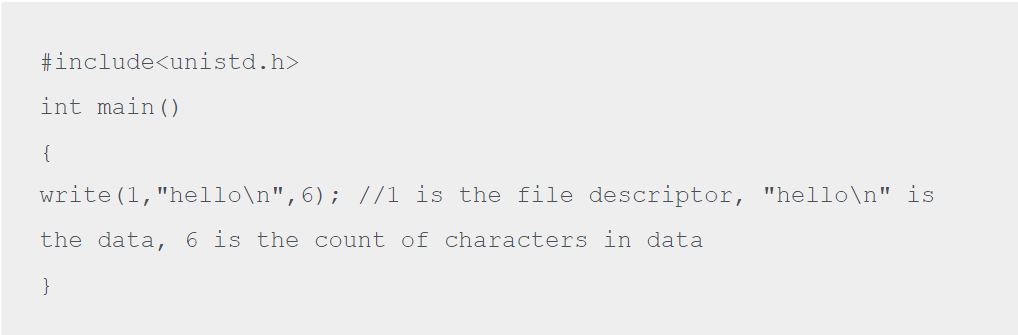 #include<unistd.h>
int main()
{
write(1,"hello\n",6); //1 is the file descriptor, "hello\n" is
the data, 6 is the count of characters in data
}